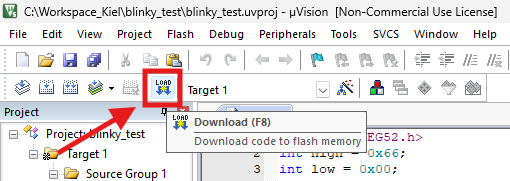 C:\Workspace_Kiel\blinky_test\blinky_test.uvproj - µVision [Non-Commercial Use License]
File Edit View Project Flash Debug Peripherals Tools SVCS Window Help
LOAD Target 1
Project
LOAD Download (F8)
Download code to flash memory
Project: blinky_test
Target 1
Source Group 1
EG52.h>
2 int high = 0x66;
3 int low = 0x00;